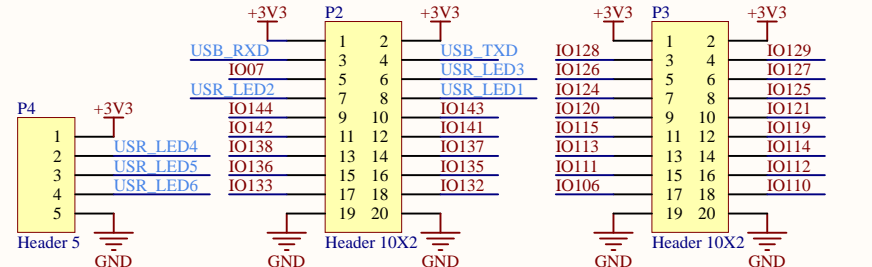 +3V3 P2 +3V3 +3V3 P3 +3V3
1 2 1 2
USB_RXD 3 4 USB_TXD IO128 3 4 IO129
IO07 5 6 USR_LED3 IO126 5 6 IO127
USR_LED2 7 8 USR_LED1 IO124 7 8 IO125
P4 +3V3 IO144 9 10 IO143 IO120 9 10 IO121
1 IO142 11 12 IO141 IO115 11 12 IO119
2 USR_LED4 IO138 13 14 IO137 IO113 13 14 IO114
3 USR_LED5 IO136 15 16 IO135 IO111 15 16 IO112
4 USR_LED6 IO133 17 18 IO132 IO106 17 18 IO110
5 19 20 19 20
Header 5 Header 10X2 Header 10X2
GND GND GND GND GND